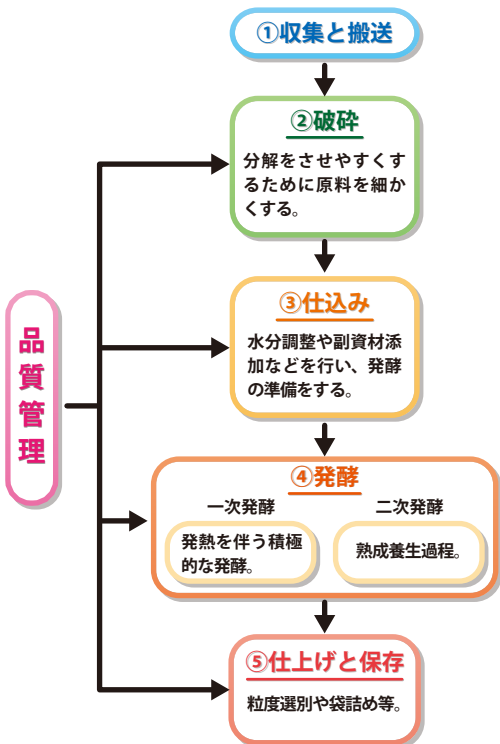 ①収集と搬送
②破砕
分解をさせやすくす
るために原料を細か
くする。
③仕込み
水分調整や副資材添
加などを行い、発酵
の準備をする。
品質管理
④発酵
一次発酵
発熱を伴う積極
的な発酵。
二次発酵
熟成養生過程。
⑤仕上げと保存
粒度選別や袋詰め等。